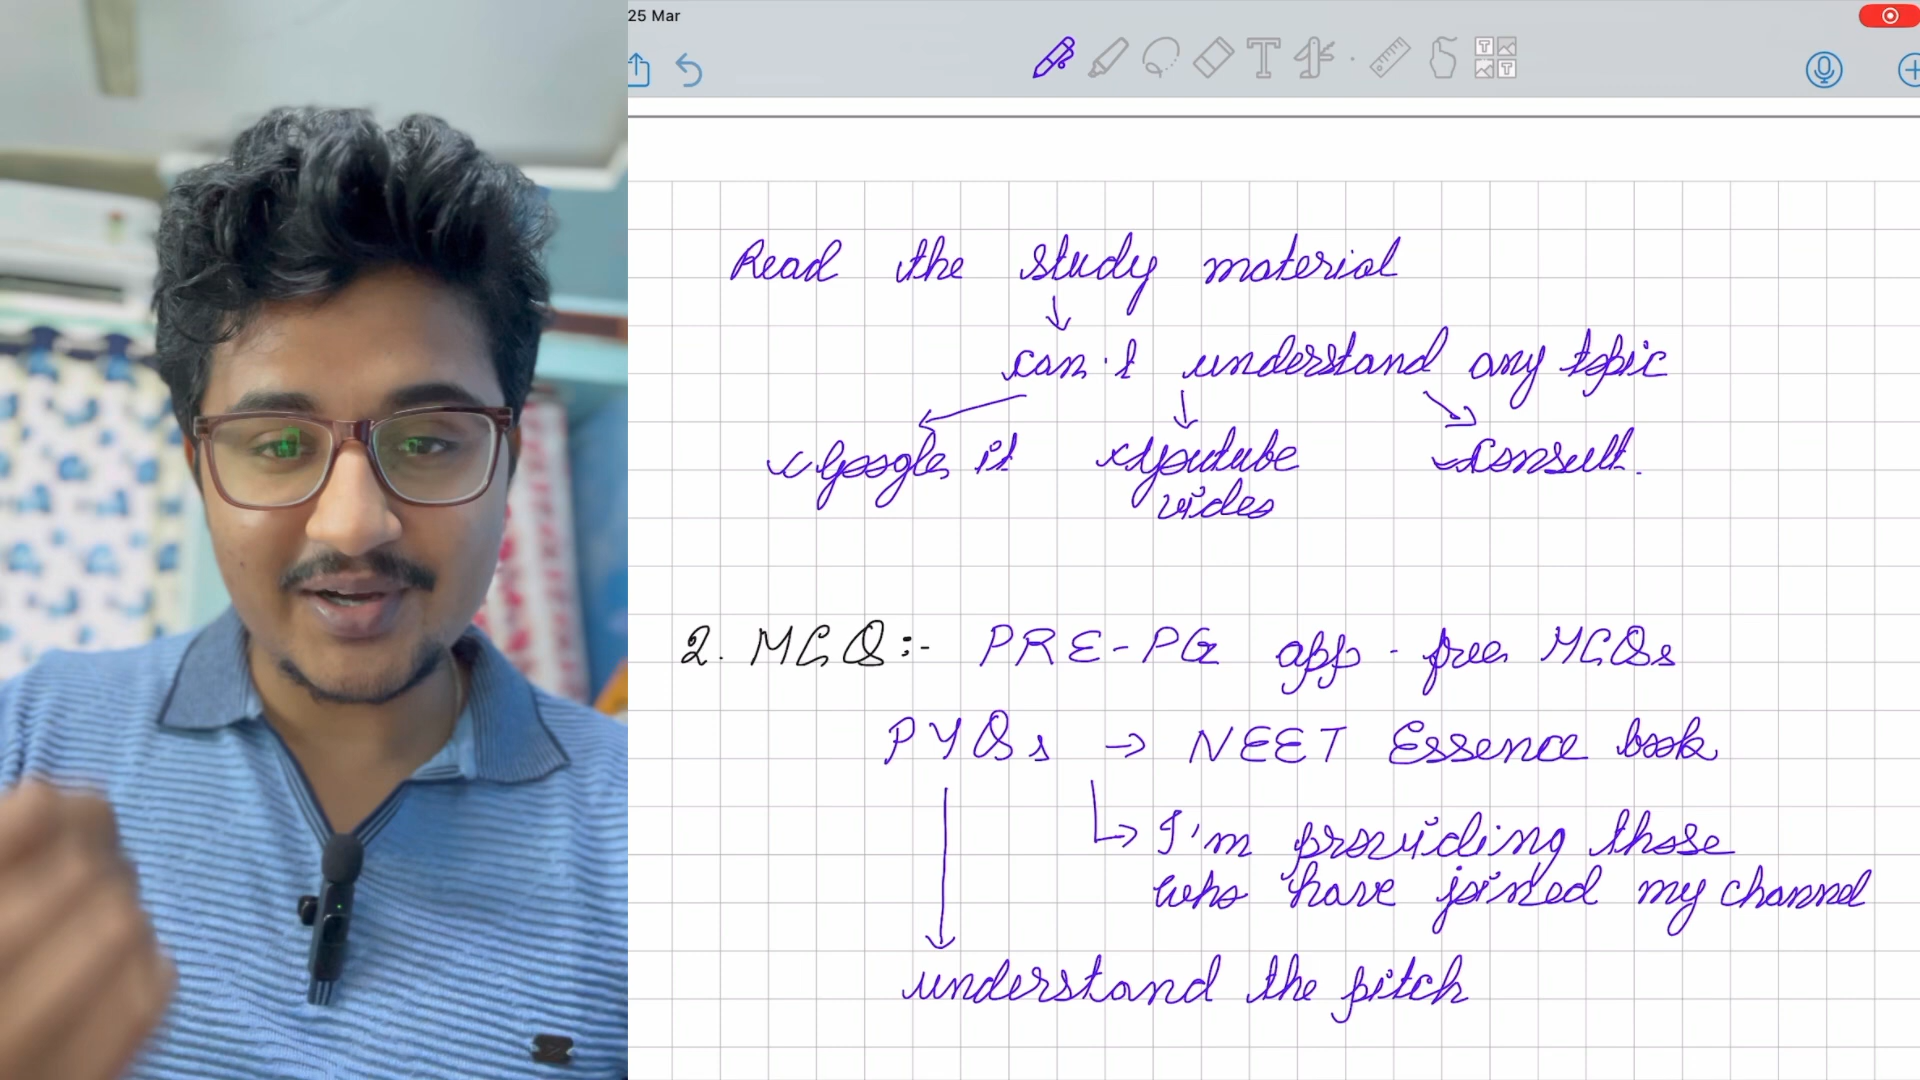 25 Mar
Read the study material
can't understand any topic
Google it Youtube Consult.
video
2. MCQ:- PRE-PG app - free MCQs
PYQs → NEET Essence book
I'm providing those
who have joined my channel
understand the pitch